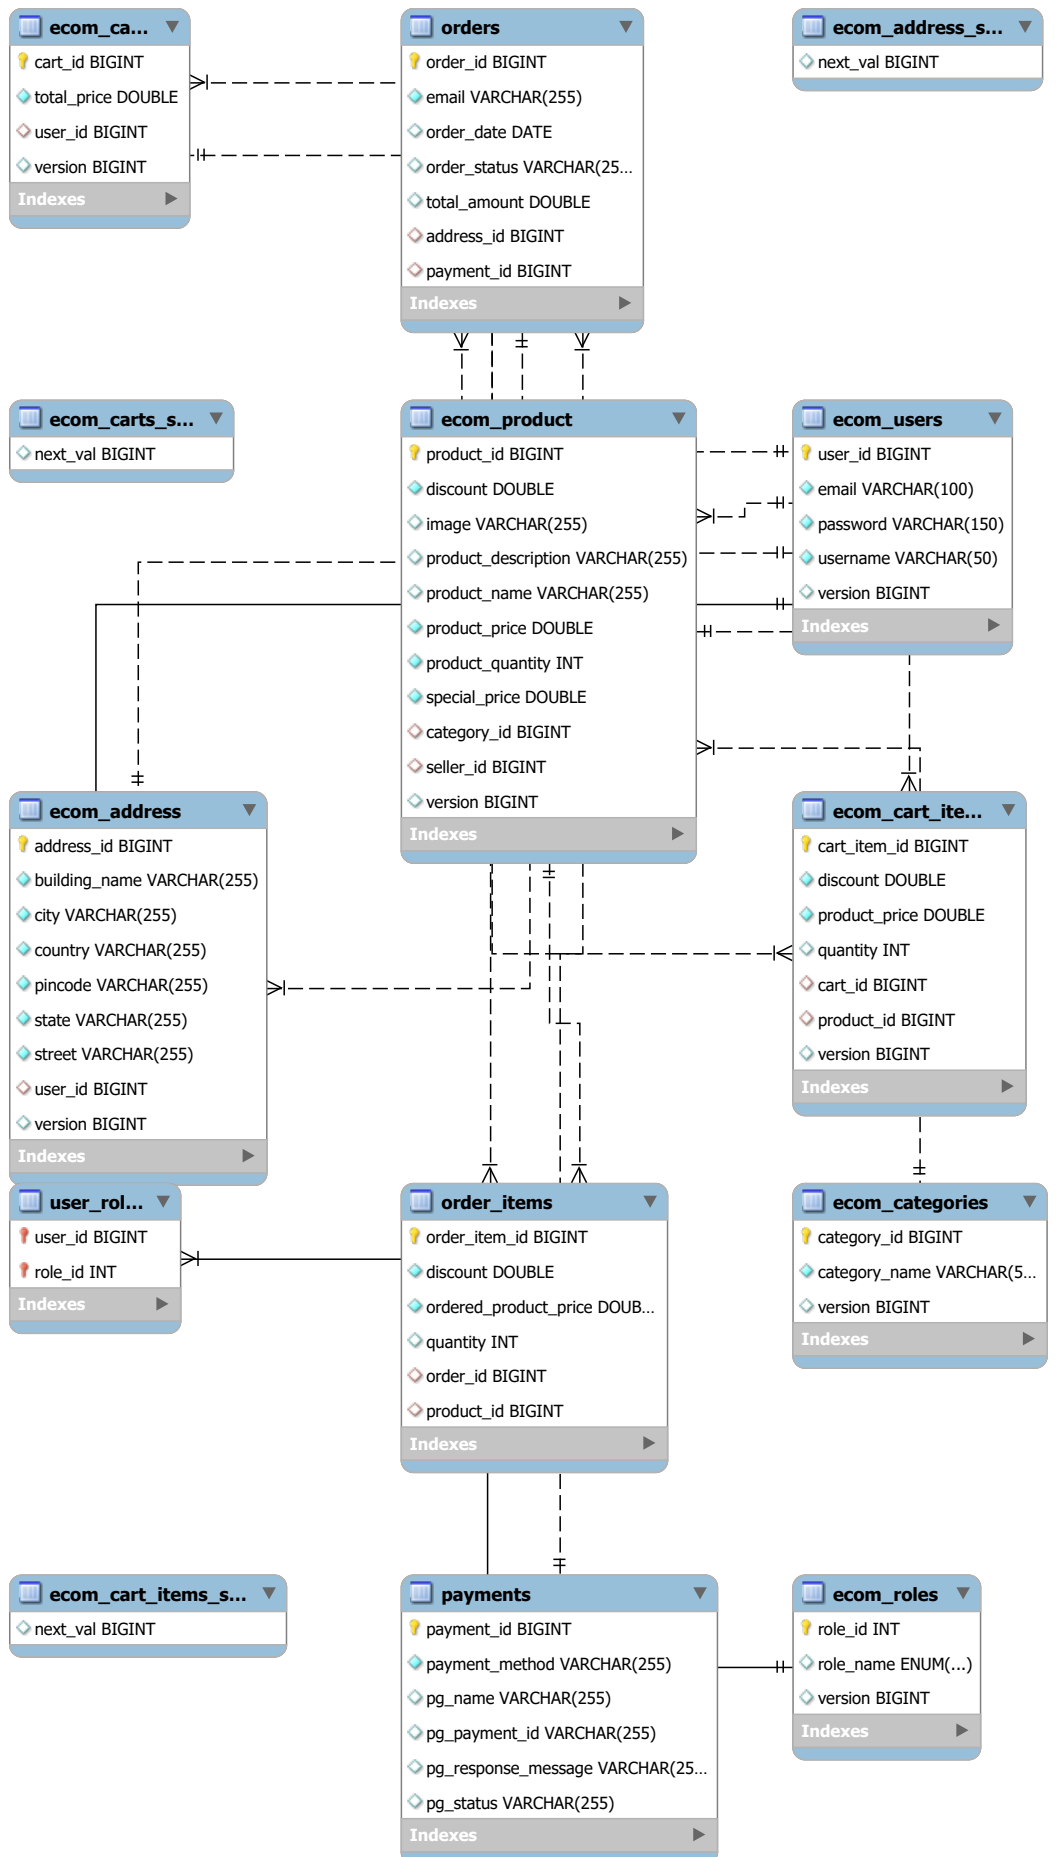 ecom_ca...
cart_id BIGINT
total_price DOUBLE
user_id BIGINT
version BIGINT
Indexes
orders
order_id BIGINT
email VARCHAR(255)
order_date DATE
order_status VARCHAR(25...
total_amount DOUBLE
address_id BIGINT
payment_id BIGINT
Indexes
ecom_address_s...
next_val BIGINT
ecom_carts_s...
next_val BIGINT
ecom_product
product_id BIGINT
discount DOUBLE
image VARCHAR(255)
product_description VARCHAR(255)
product_name VARCHAR(255)
product_price DOUBLE
product_quantity INT
special_price DOUBLE
category_id BIGINT
seller_id BIGINT
version BIGINT
Indexes
ecom_users
user_id BIGINT
email VARCHAR(100)
password VARCHAR(150)
username VARCHAR(50)
version BIGINT
Indexes
ecom_address
address_id BIGINT
building_name VARCHAR(255)
city VARCHAR(255)
country VARCHAR(255)
pincode VARCHAR(255)
state VARCHAR(255)
street VARCHAR(255)
user_id BIGINT
version BIGINT
Indexes
ecom_cart_ite...
cart_item_id BIGINT
discount DOUBLE
product_price DOUBLE
quantity INT
cart_id BIGINT
product_id BIGINT
version BIGINT
Indexes
user_rol...
user_id BIGINT
role_id INT
Indexes
order_items
order_item_id BIGINT
discount DOUBLE
ordered_product_price DOUB...
quantity INT
order_id BIGINT
product_id BIGINT
Indexes
ecom_categories
category_id BIGINT
category_name VARCHAR(5...
version BIGINT
Indexes
ecom_cart_items_s...
next_val BIGINT
payments
payment_id BIGINT
payment_method VARCHAR(255)
pg_name VARCHAR(255)
pg_payment_id VARCHAR(255)
pg_response_message VARCHAR(25...
pg_status VARCHAR(255)
Indexes
ecom_roles
role_id INT
role_name ENUM(...)
version BIGINT
Indexes